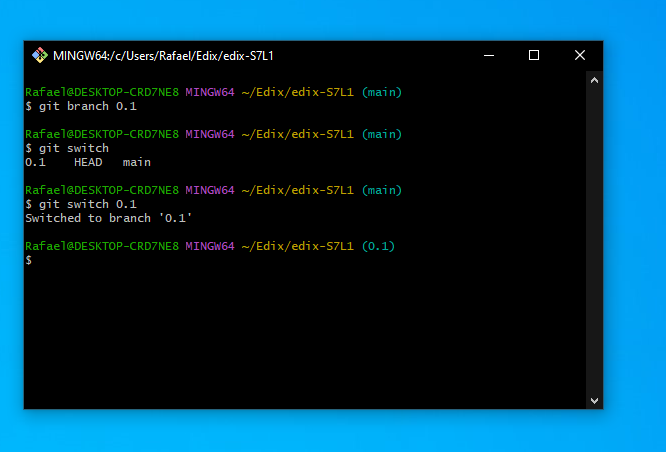 MINGW64:/c/Users/Rafael/Edix/edix-S7L1
Rafael@DESKTOP-CRD7NE8 MINGW64 ~/Edix/edix-S7L1 (main)
$ git branch 0.1
Rafael@DESKTOP-CRD7NE8 MINGW64 ~/Edix/edix-S7L1 (main)
$ git switch
0.1    HEAD   main
Rafael@DESKTOP-CRD7NE8 MINGW64 ~/Edix/edix-S7L1 (main)
$ git switch 0.1
Switched to branch '0.1'
Rafael@DESKTOP-CRD7NE8 MINGW64 ~/Edix/edix-S7L1 (0.1)
$